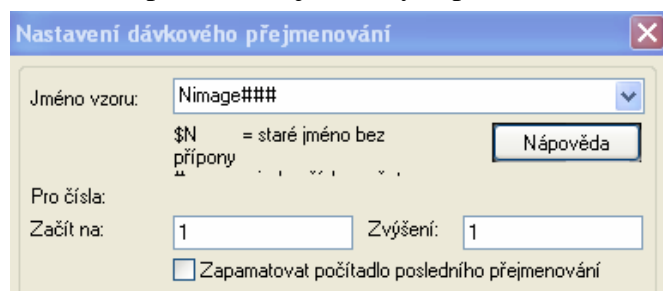 Nastavení dávkového přejmenování
Jméno vzoru: Nimage###
$N = staré jméno bez
přípony
Nápověda
Pro čísla:
Začít na: 1 Zvýšení: 1
Zapamatovat počítadlo posledního přejmenování